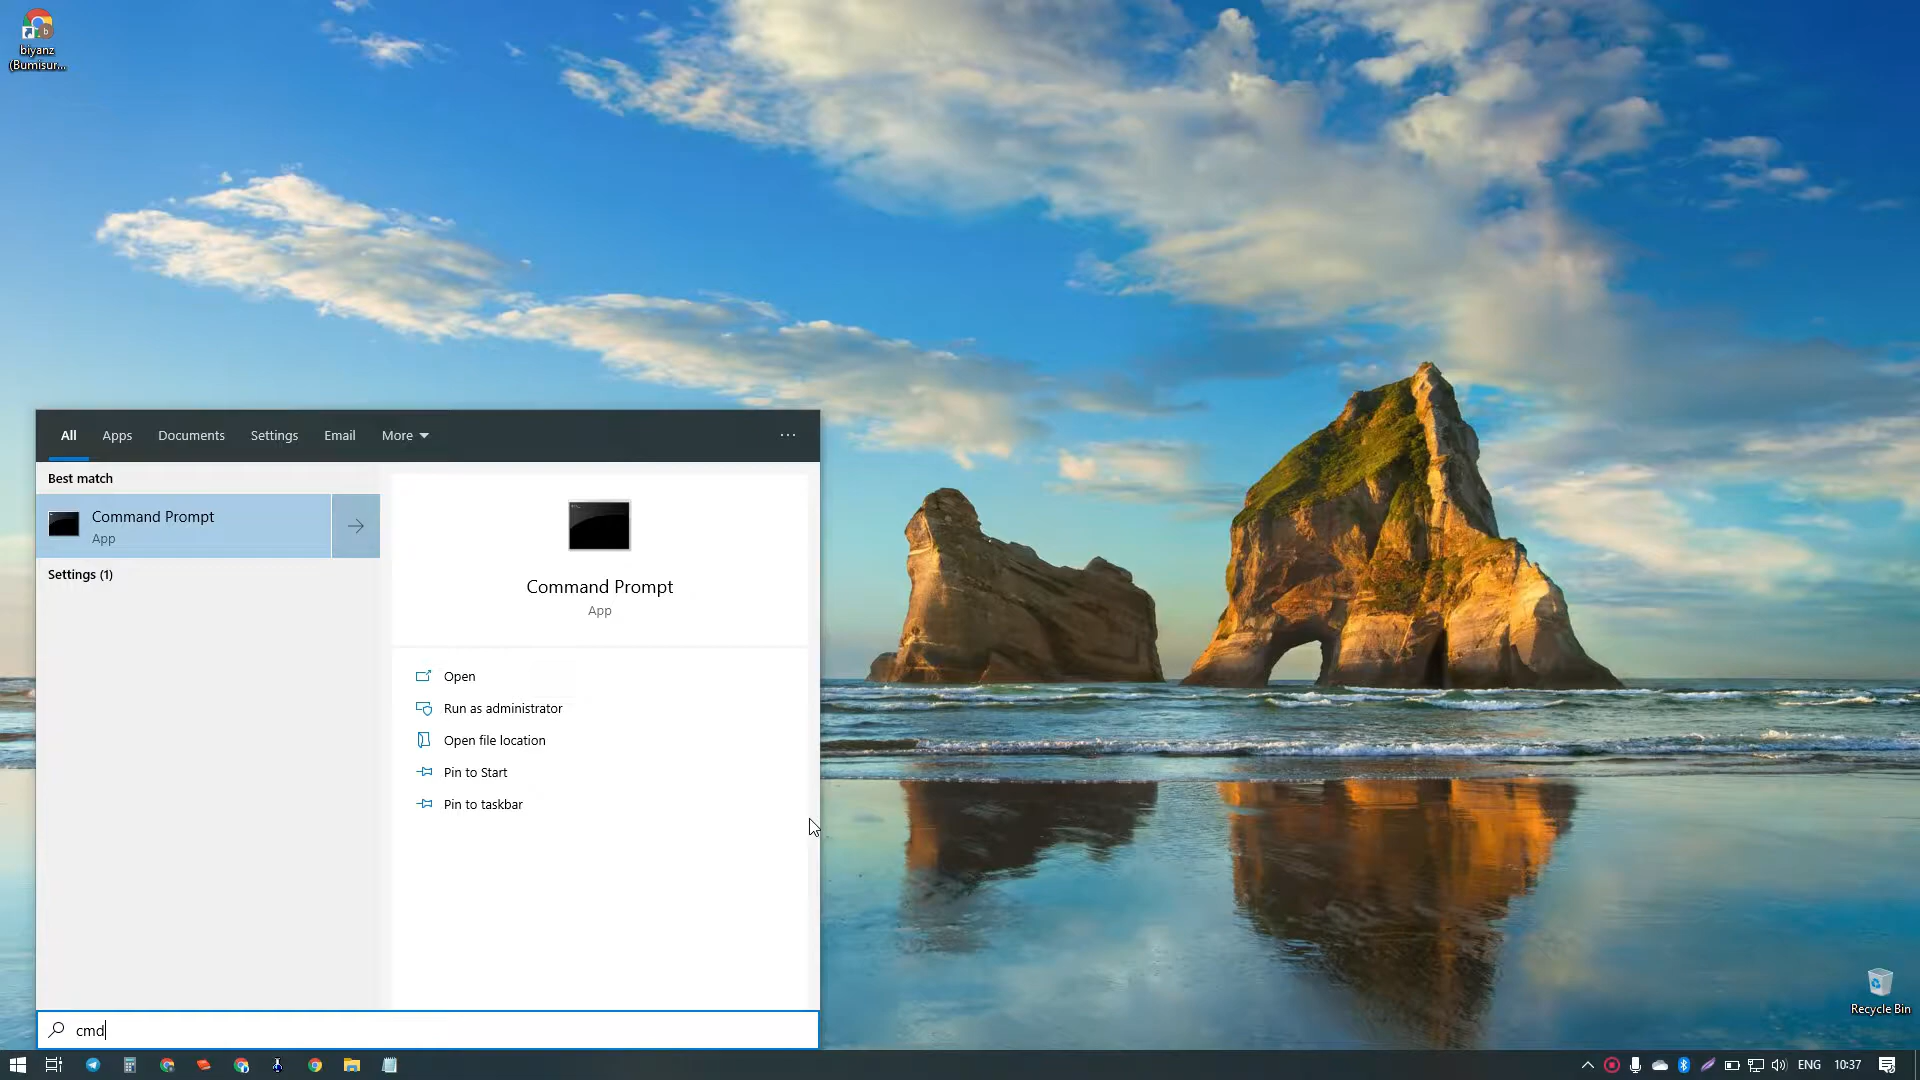 biyanz
(Bumisur...
All
Apps
Documents
Settings
Email
More
Best match
Command Prompt
App
Settings (1)
Command Prompt
App
Open
Run as administrator
Open file location
Pin to Start
Pin to taskbar
cmd
Recycle Bin
ENG
10:37